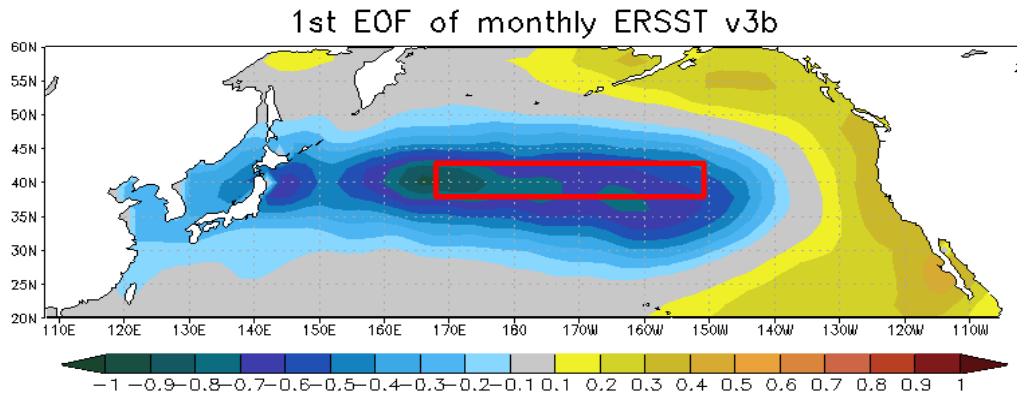 1st EOF of monthly ERSST v3b
60N
55N
50N
45N
40N
35N
30N
25N
20N
110E 120E 130E 140E 150E 160E 170E 180 170W 160W 150W 140W 130W 120W 110W
-1 -0.9 -0.8 -0.7 -0.6 -0.5 -0.4 -0.3 -0.2 -0.1 0.1 0.2 0.3 0.4 0.5 0.6 0.7 0.8 0.9 1